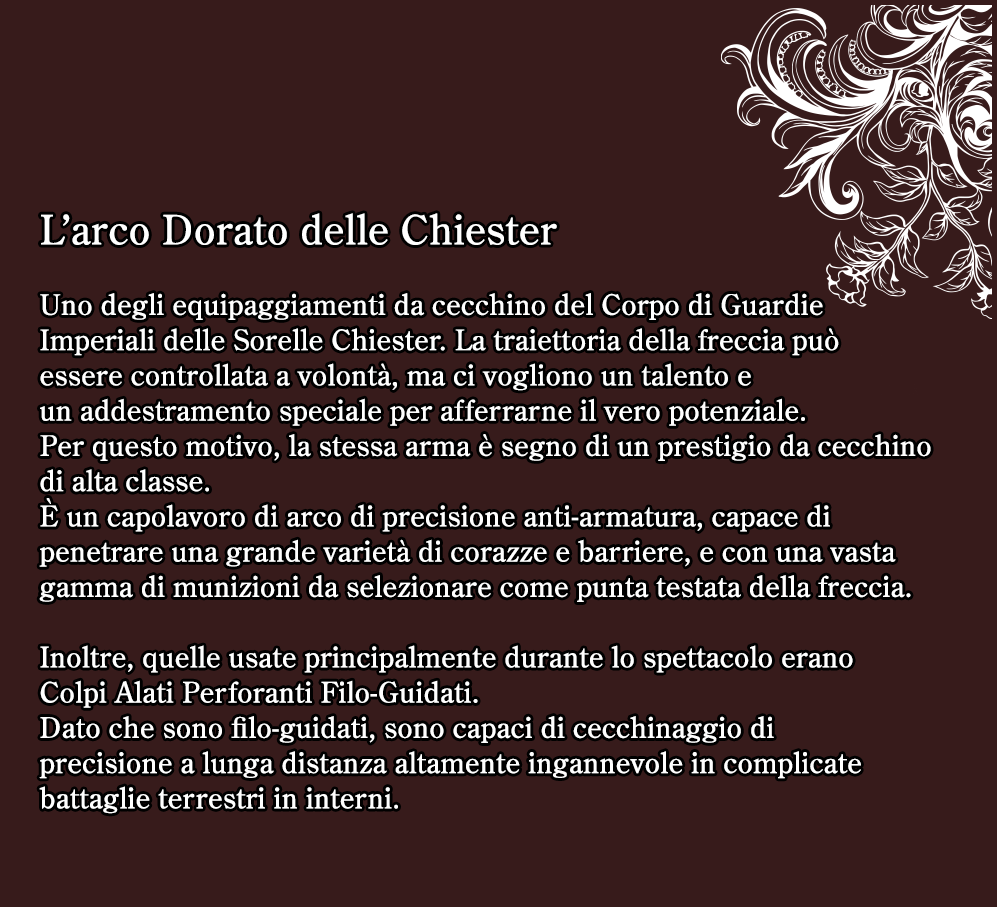 L’arco Dorato delle Chiester
Uno degli equipaggiamenti da cecchino del Corpo di Guardie
Imperiali delle Sorelle Chiester. La traiettoria della freccia può
essere controllata a volontà, ma ci vogliono un talento e
un addestramento speciale per afferrarne il vero potenziale.
Per questo motivo, la stessa arma è segno di un prestigio da cecchino
di alta classe.
È un capolavoro di arco di precisione anti-armatura, capace di
penetrare una grande varietà di corazze e barriere, e con una vasta
gamma di munizioni da selezionare come punta testata della freccia.
Inoltre, quelle usate principalmente durante lo spettacolo erano
Colpi Alati Perforanti Filo-Guidati.
Dato che sono filo-guidati, sono capaci di cecchinaggio di
precisione a lunga distanza altamente ingannevole in complicate
battaglie terrestri in interni.